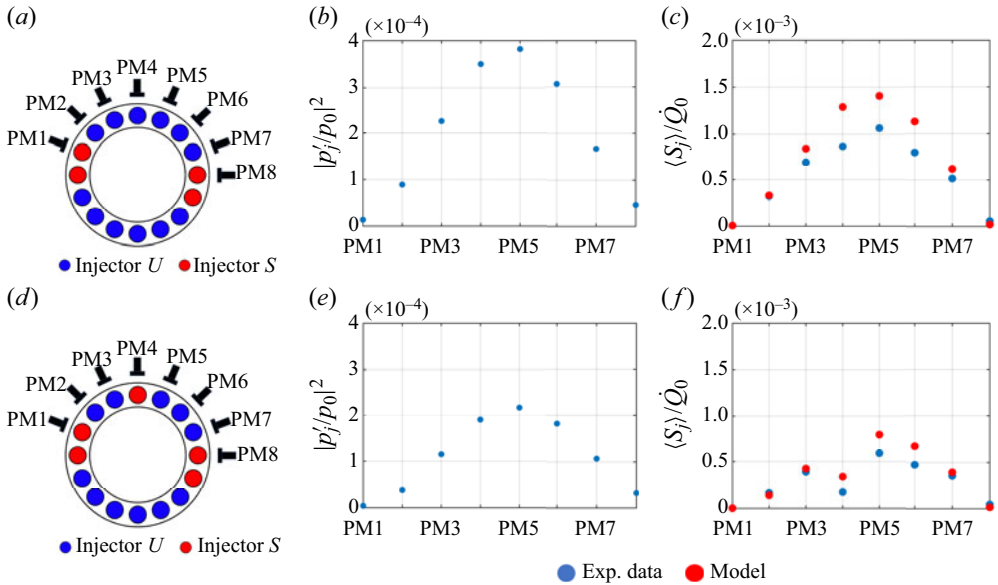 (a)
PM1
PM2
PM3
PM4
PM5
PM6
PM7
PM8
Injector U
Injector S
(b)
(×10⁻⁴)
|p′ⱼ/p₀|²
4
3
2
1
0
PM1 PM3 PM5 PM7
(c)
(×10⁻³)
⟨Sⱼ⟩/Q̇₀
2.0
1.5
1.0
0.5
0
PM1 PM3 PM5 PM7
(d)
PM1
PM2
PM3
PM4
PM5
PM6
PM7
PM8
Injector U
Injector S
(e)
(×10⁻⁴)
|p′ⱼ/p₀|²
4
3
2
1
0
PM1 PM3 PM5 PM7
(f)
(×10⁻³)
⟨Sⱼ⟩/Q̇₀
2.0
1.5
1.0
0.5
0
PM1 PM3 PM5 PM7
Exp. data Model